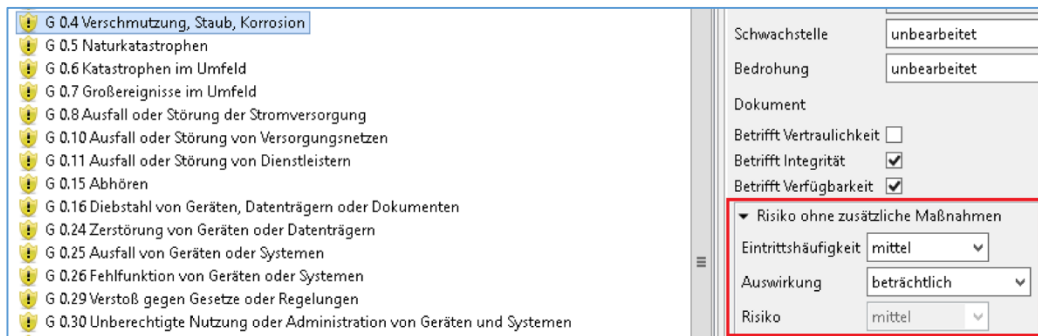 G 0.4 Verschmutzung, Staub, Korrosion
G 0.5 Naturkatastrophen
G 0.6 Katastrophen im Umfeld
G 0.7 Großereignisse im Umfeld
G 0.8 Ausfall oder Störung der Stromversorgung
G 0.10 Ausfall oder Störung von Versorgungsnetzen
G 0.11 Ausfall oder Störung von Dienstleistern
G 0.15 Abhören
G 0.16 Diebstahl von Geräten, Datenträgern oder Dokumenten
G 0.24 Zerstörung von Geräten oder Datenträgern
G 0.25 Ausfall von Geräten oder Systemen
G 0.26 Fehlfunktion von Geräten oder Systemen
G 0.29 Verstoß gegen Gesetze oder Regelungen
G 0.30 Unberechtigte Nutzung oder Administration von Geräten und Systemen
Schwachstelle unbearbeitet
Bedrohung unbearbeitet
Dokument
Betrifft Vertraulichkeit
Betrifft Integrität
Betrifft Verfügbarkeit
Risiko ohne zusätzliche Maßnahmen
Eintrittshäufigkeit mittel
Auswirkung beträchtlich
Risiko mittel